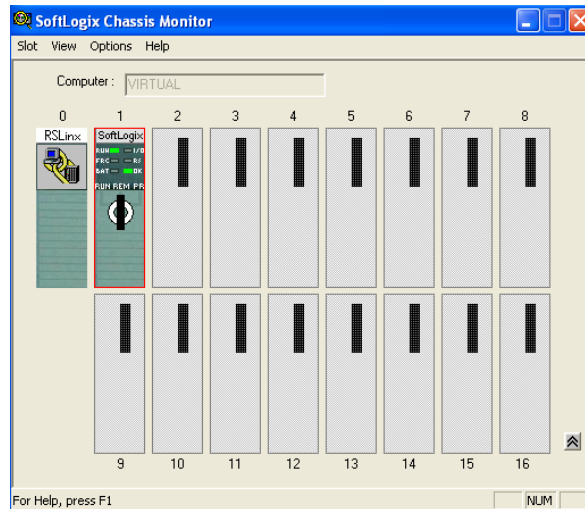 SoftLogix Chassis Monitor
Slot View Options Help
Computer : VIRTUAL
0 1 2 3 4 5 6 7 8
RSLinx SoftLogix
RUN I/O
FRC RS
BAT OK
RUN REM PR
9 10 11 12 13 14 15 16
For Help, press F1 NUM